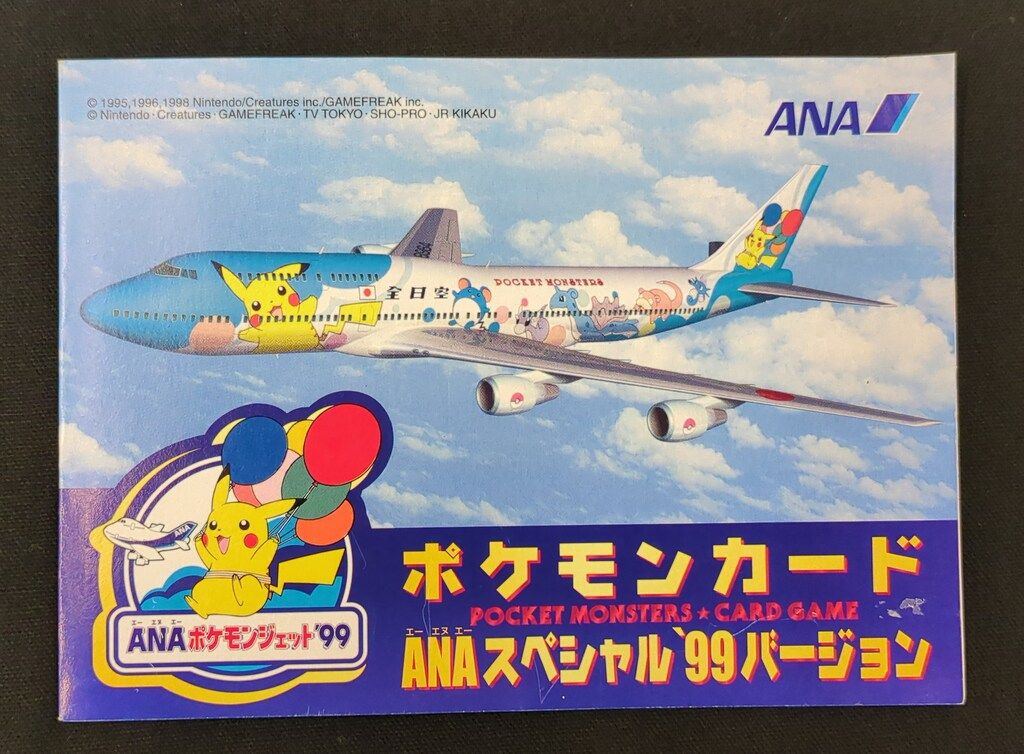 © 1995,1996,1998 Nintendo/Creatures inc./GAMEFREAK inc.
© Nintendo・Creatures・GAMEFREAK・TV TOKYO・SHO-PRO・JR KIKAKU
ANA
全日空
POCKET MONSTERS
ANA
エー エヌ エー
ANAポケモンジェット'99
ポケモンカード
POCKET MONSTERS★CARD GAME
エー エヌ エー
ANAスペシャル'99バージョン